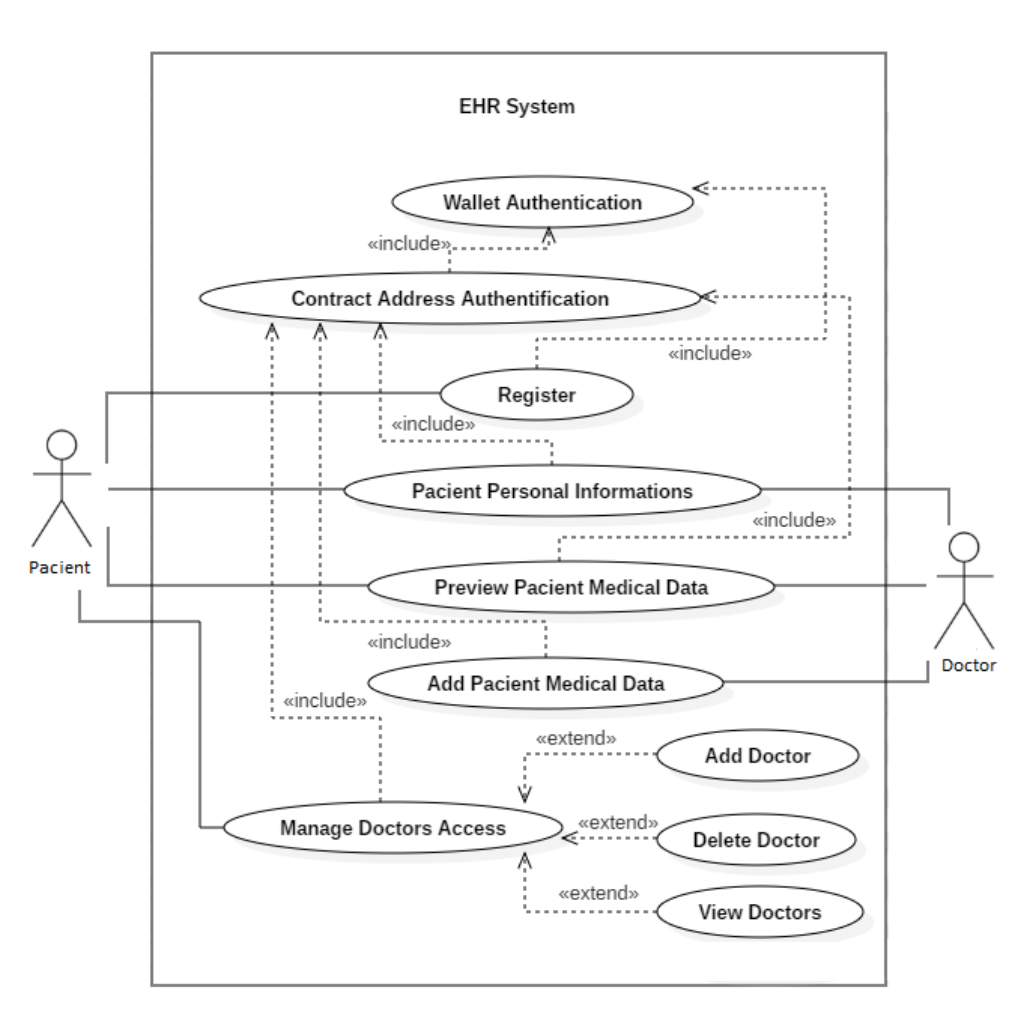 EHR System
Wallet Authentication
«include»
Contract Address Authentification
«include»
Register
«include»
Pacient Personal Informations
«include»
Pacient
Preview Pacient Medical Data
«include»
Doctor
Add Pacient Medical Data
«include»
«extend»
Add Doctor
Manage Doctors Access
«extend»
Delete Doctor
«extend»
View Doctors